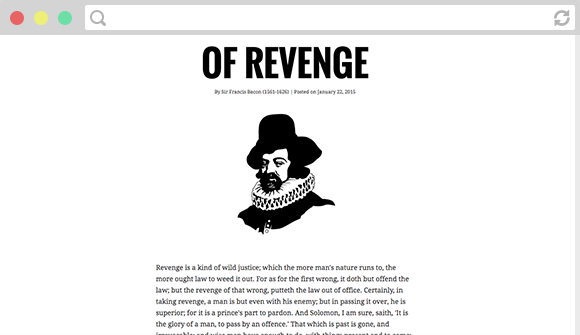 OF REVENGE
By Sir Francis Bacon (1561-1626) | Posted on January 22, 2015
Revenge is a kind of wild justice; which the more man's nature runs to, the
more ought law to weed it out. For as for the first wrong, it doth but offend the
law; but the revenge of that wrong, putteth the law out of office. Certainly, in
taking revenge, a man is but even with his enemy; but in passing it over, he is
superior; for it is a prince's part to pardon. And Solomon, I am sure, saith, 'It is
the glory of a man, to pass by an offence.' That which is past is gone, and